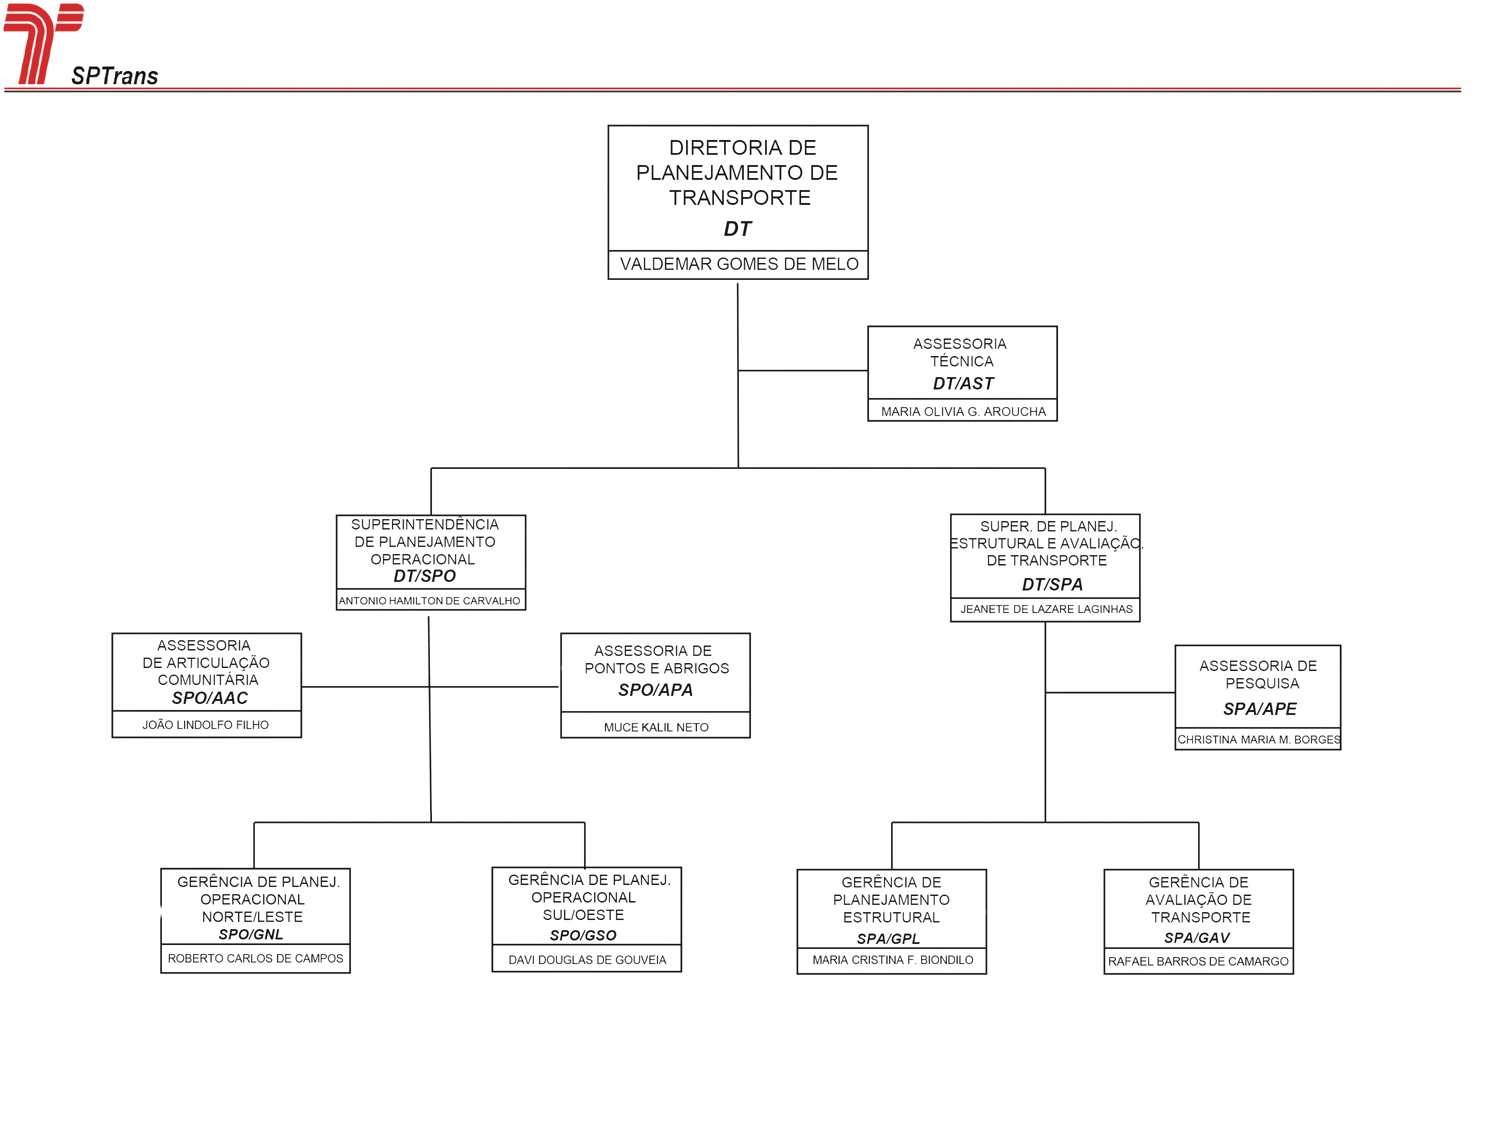 SPTrans
DIRETORIA DE
PLANEJAMENTO DE
TRANSPORTE
DT
VALDEMAR GOMES DE MELO
ASSESSORIA
TÉCNICA
DT/AST
MARIA OLIVIA G. AROUCHA
SUPERINTENDÊNCIA
DE PLANEJAMENTO
OPERACIONAL
DT/SPO
ANTONIO HAMILTON DE CARVALHO
SUPER. DE PLANEJ.
ESTRUTURAL E AVALIAÇÃO.
DE TRANSPORTE
DT/SPA
JEANETE DE LAZARE LAGINHAS
ASSESSORIA
DE ARTICULAÇÃO
COMUNITÁRIA
SPO/AAC
JOÃO LINDOLFO FILHO
ASSESSORIA DE
PONTOS E ABRIGOS
SPO/APA
MUCE KALIL NETO
ASSESSORIA DE
PESQUISA
SPA/APE
CHRISTINA MARIA M. BORGES
GERÊNCIA DE PLANEJ.
OPERACIONAL
NORTE/LESTE
SPO/GNL
ROBERTO CARLOS DE CAMPOS
GERÊNCIA DE PLANEJ.
OPERACIONAL
SUL/OESTE
SPO/GSO
DAVI DOUGLAS DE GOUVEIA
GERÊNCIA DE
PLANEJAMENTO
ESTRUTURAL
SPA/GPL
MARIA CRISTINA F. BIONDILO
GERÊNCIA DE
AVALIAÇÃO DE
TRANSPORTE
SPA/GAV
RAFAEL BARROS DE CAMARGO